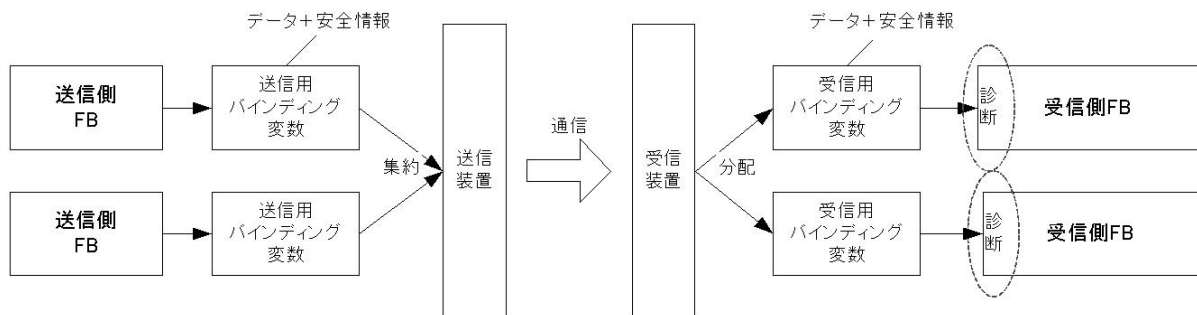 データ＋安全情報
送信側
FB
送信用
バインディング
変数
送信側
FB
送信用
バインディング
変数
集約
送信
装置
通信
受信
装置
分配
データ＋安全情報
受信用
バインディング
変数
診
断
受信側FB
受信用
バインディング
変数
診
断
受信側FB